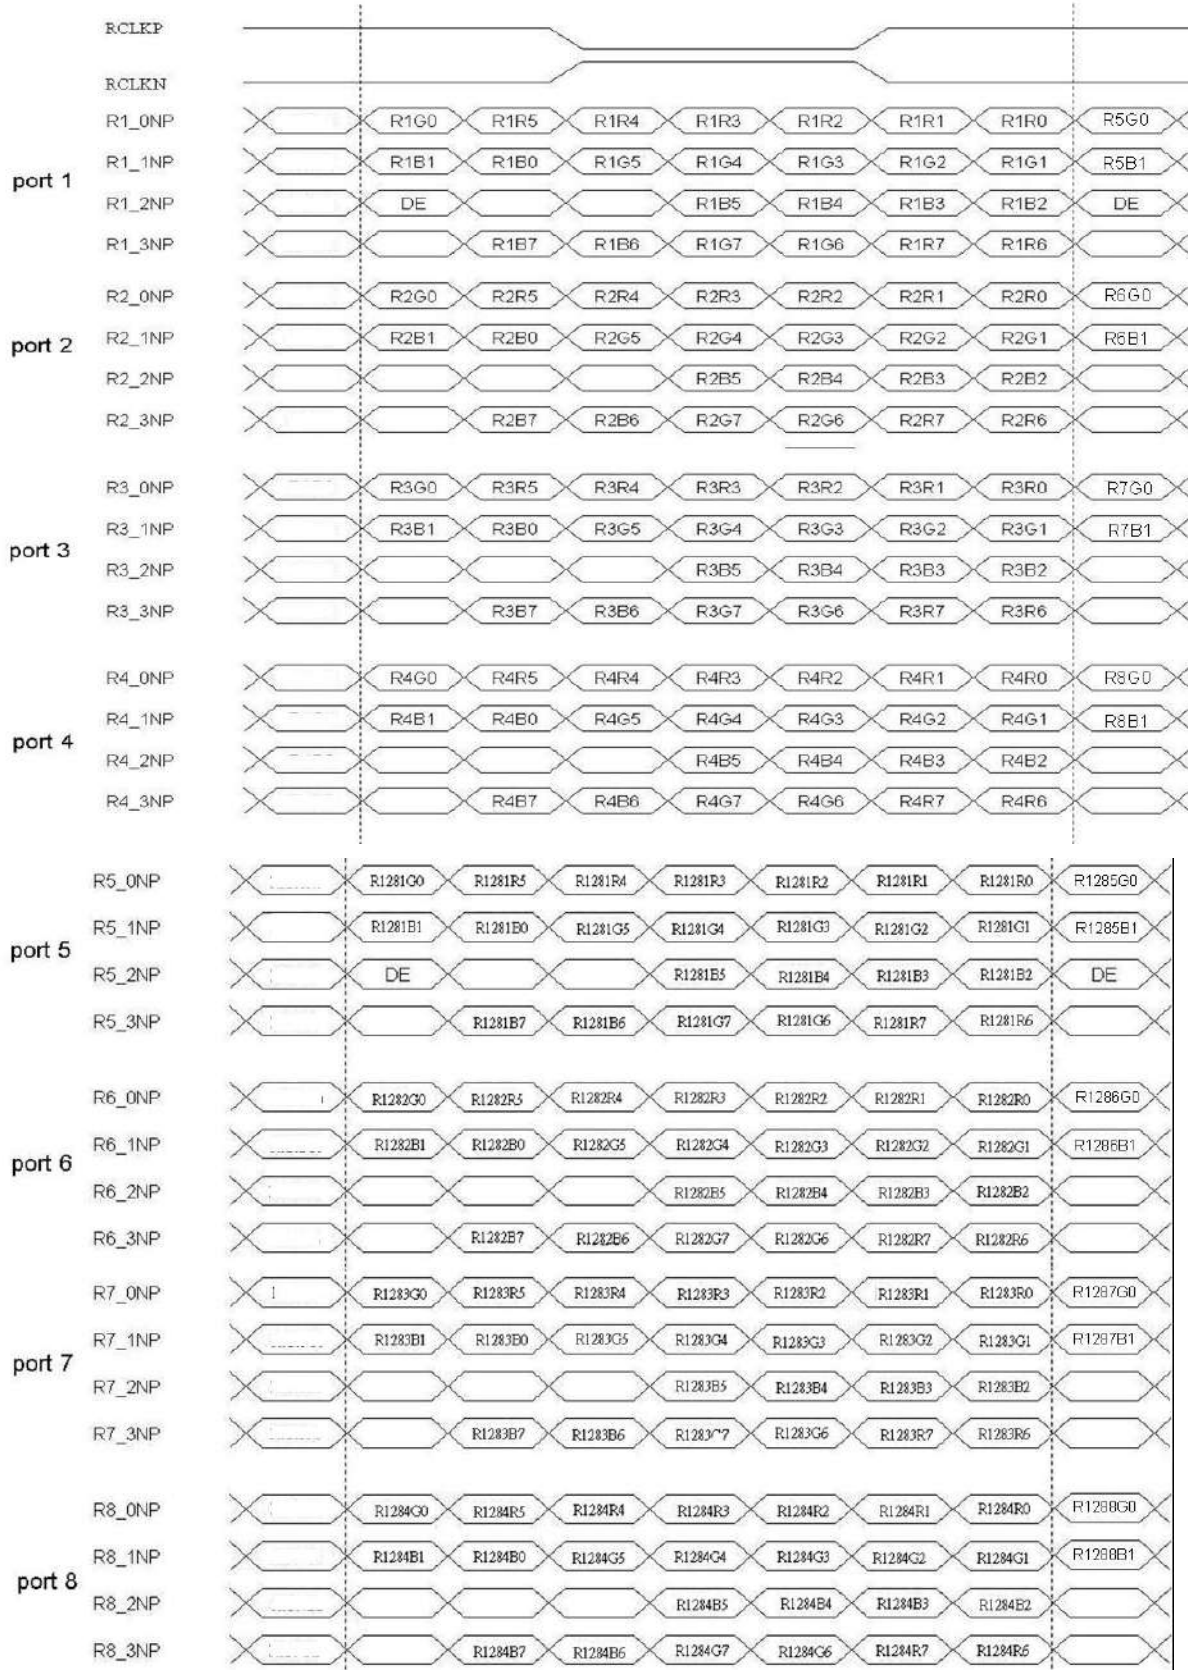 RCLKP
RCLKN
R1_0NP R1G0 R1R5 R1R4 R1R3 R1R2 R1R1 R1R0 R5G0
R1_1NP R1B1 R1B0 R1G5 R1G4 R1G3 R1G2 R1G1 R5B1
port 1
R1_2NP DE R1B5 R1B4 R1B3 R1B2 DE
R1_3NP R1B7 R1B6 R1G7 R1G6 R1R7 R1R6
R2_0NP R2G0 R2R5 R2R4 R2R3 R2R2 R2R1 R2R0 R6G0
port 2 R2_1NP R2B1 R2B0 R2G5 R2G4 R2G3 R2G2 R2G1 R6B1
R2_2NP R2B5 R2B4 R2B3 R2B2
R2_3NP R2B7 R2B6 R2G7 R2G6 R2R7 R2R6
R3_0NP R3G0 R3R5 R3R4 R3R3 R3R2 R3R1 R3R0 R7G0
R3_1NP R3B1 R3B0 R3G5 R3G4 R3G3 R3G2 R3G1 R7B1
port 3
R3_2NP R3B5 R3B4 R3B3 R3B2
R3_3NP R3B7 R3B6 R3G7 R3G6 R3R7 R3R6
R4_0NP R4G0 R4R5 R4R4 R4R3 R4R2 R4R1 R4R0 R8G0
R4_1NP R4B1 R4B0 R4G5 R4G4 R4G3 R4G2 R4G1 R8B1
port 4
R4_2NP R4B5 R4B4 R4B3 R4B2
R4_3NP R4B7 R4B6 R4G7 R4G6 R4R7 R4R6
R5_0NP R1281G0 R1281R5 R1281R4 R1281R3 R1281R2 R1281R1 R1281R0 R1285G0
R5_1NP R1281B1 R1281B0 R1281G5 R1281G4 R1281G3 R1281G2 R1281G1 R1285B1
port 5
R5_2NP DE R1281B5 R1281B4 R1281B3 R1281B2 DE
R5_3NP R1281B7 R1281B6 R1281G7 R1281G6 R1281R7 R1281R6
R6_0NP R1282G0 R1282R5 R1282R4 R1282R3 R1282R2 R1282R1 R1282R0 R1286G0
R6_1NP R1282B1 R1282B0 R1282G5 R1282G4 R1282G3 R1282G2 R1282G1 R1286B1
port 6
R6_2NP R1282B5 R1282B4 R1282B3 R1282B2
R6_3NP R1282B7 R1282B6 R1282G7 R1282G6 R1282R7 R1282R6
R7_0NP R1283G0 R1283R5 R1283R4 R1283R3 R1283R2 R1283R1 R1283R0 R1287G0
R7_1NP R1283B1 R1283B0 R1283G5 R1283G4 R1283G3 R1283G2 R1283G1 R1287B1
port 7
R7_2NP R1283B5 R1283B4 R1283B3 R1283B2
R7_3NP R1283B7 R1283B6 R1283G6 R1283R7 R1283R6
R8_0NP R1284G0 R1284R5 R1284R4 R1284R3 R1284R2 R1284R1 R1284R0 R1288G0
R8_1NP R1284B1 R1284B0 R1284G5 R1284G4 R1284G3 R1284G2 R1284G1 R1288B1
port 8
R8_2NP R1284B5 R1284B4 R1284B3 R1284B2
R8_3NP R1284B7 R1284B6 R1284G7 R1284G6 R1284R7 R1284R6